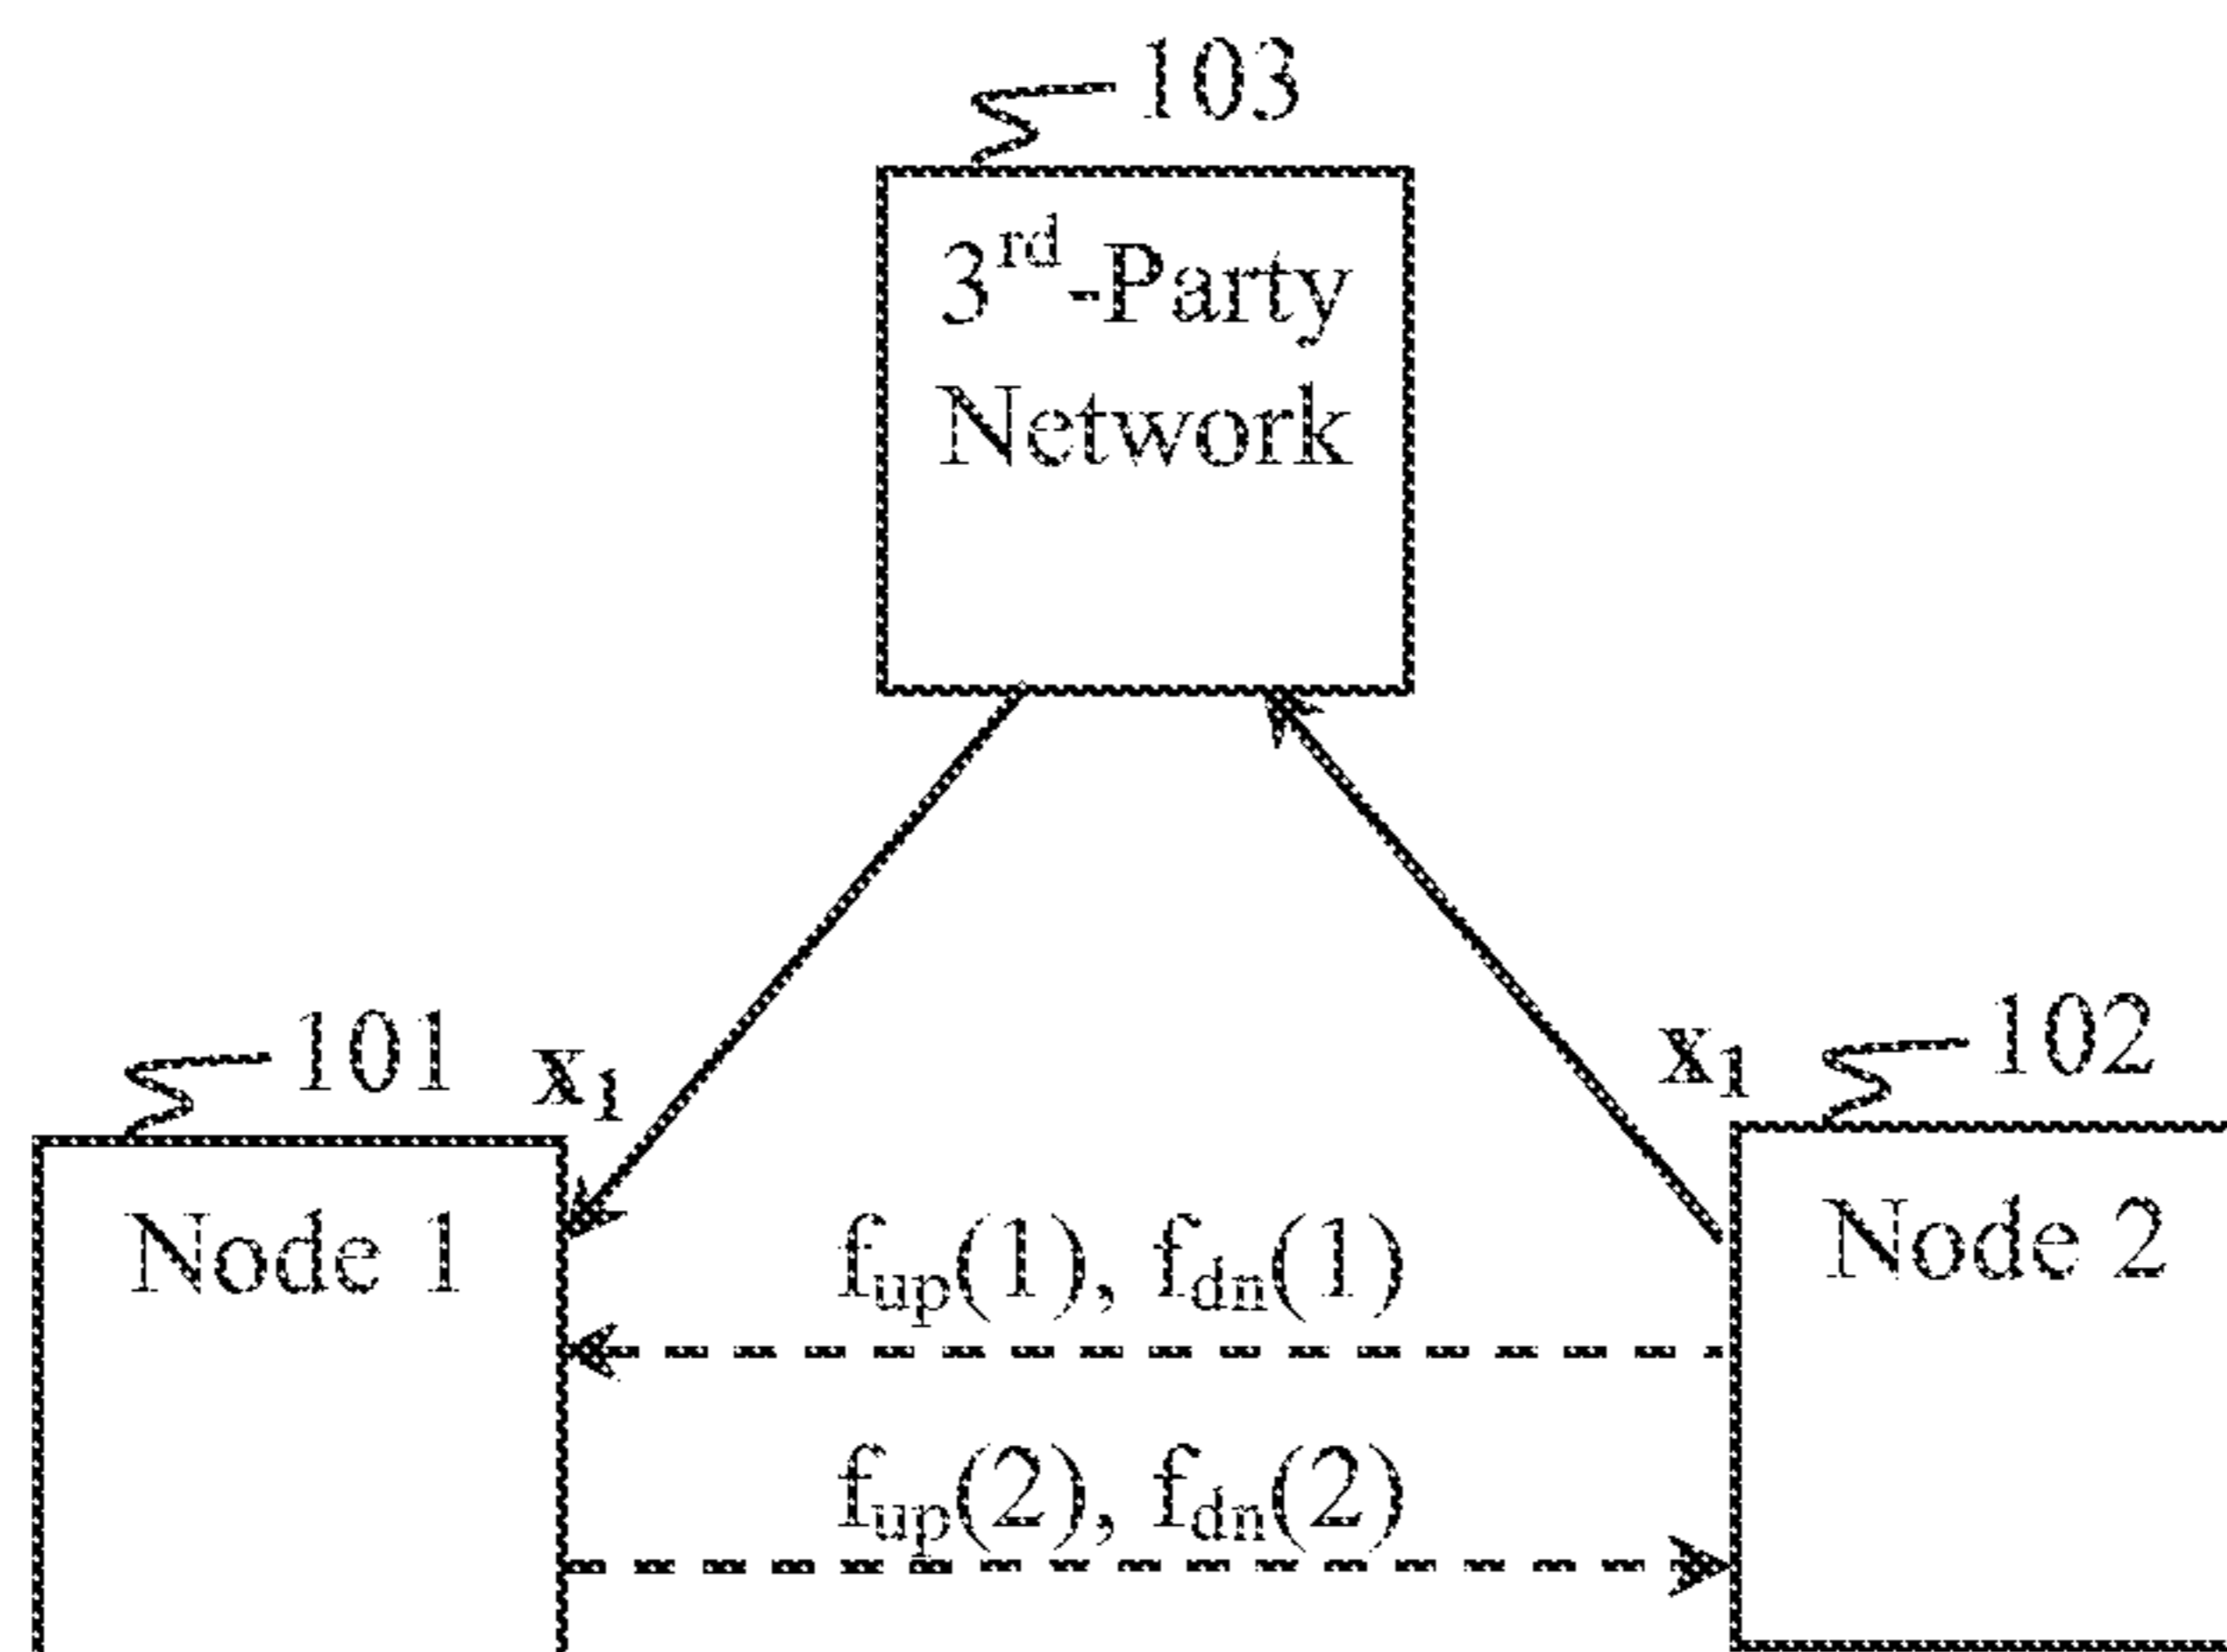 103
3rd-Party
Network
101
x1
x1
102
Node 1
fup(1), fdn(1)
Node 2
fup(2), fdn(2)